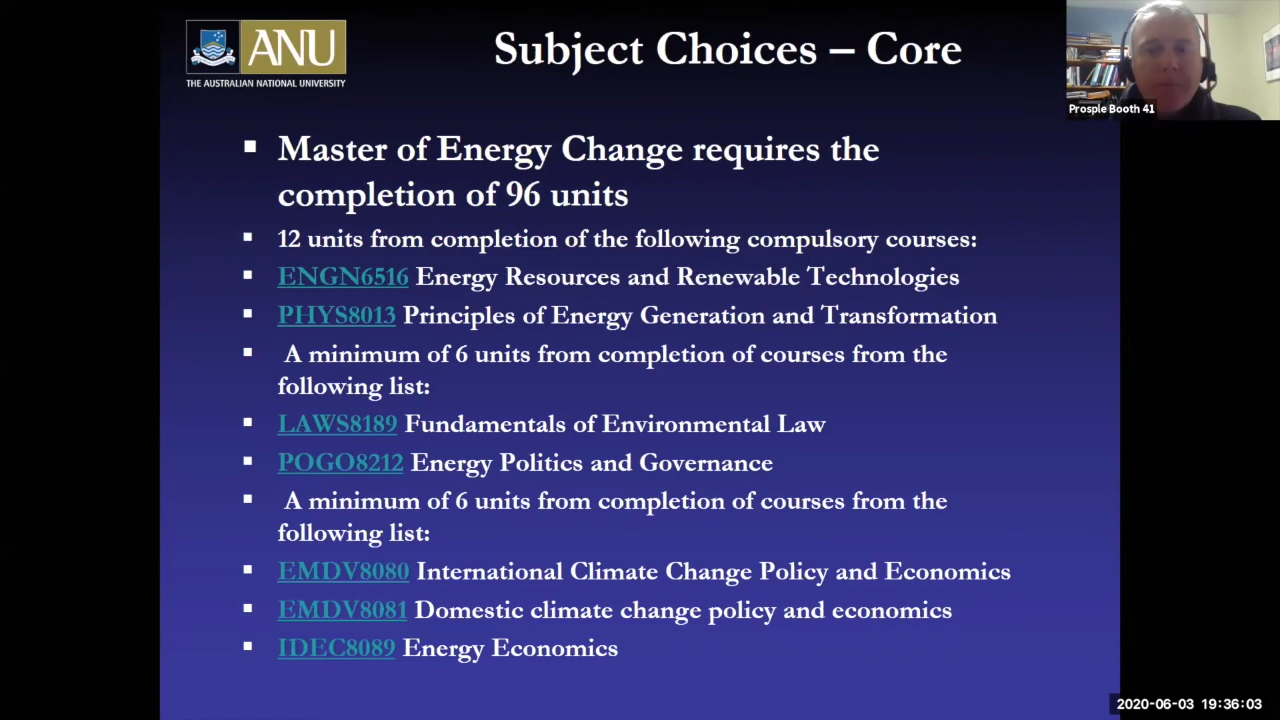 ANU
THE AUSTRALIAN NATIONAL UNIVERSITY
Subject Choices – Core
Prosple Booth 41
▪ Master of Energy Change requires the
completion of 96 units
▪ 12 units from completion of the following compulsory courses:
▪ ENGN6516 Energy Resources and Renewable Technologies
▪ PHYS8013 Principles of Energy Generation and Transformation
▪ A minimum of 6 units from completion of courses from the
following list:
▪ LAWS8189 Fundamentals of Environmental Law
▪ POGO8212 Energy Politics and Governance
▪ A minimum of 6 units from completion of courses from the
following list:
▪ EMDV8080 International Climate Change Policy and Economics
▪ EMDV8081 Domestic climate change policy and economics
▪ IDEC8089 Energy Economics
2020-06-03 19:36:03